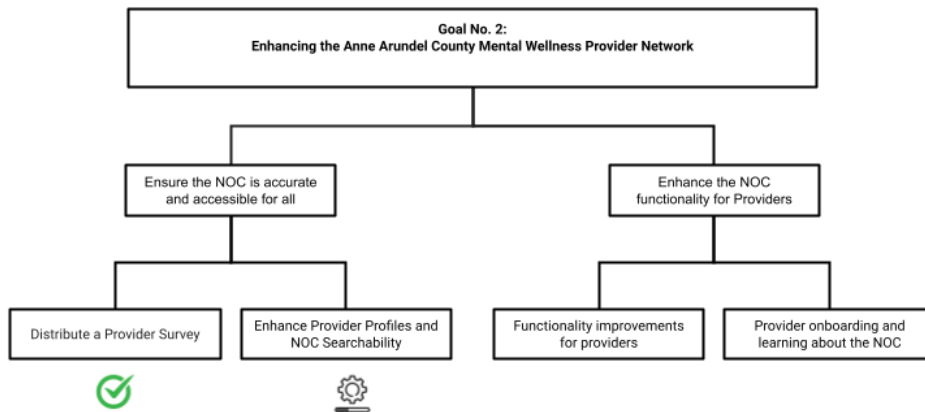 Goal No. 2:
Enhancing the Anne Arundel County Mental Wellness Provider Network
Ensure the NOC is accurate
and accessible for all
Enhance the NOC
functionality for Providers
Distribute a Provider Survey
Enhance Provider Profiles and
NOC Searchability
Functionality improvements
for providers
Provider onboarding and
learning about the NOC